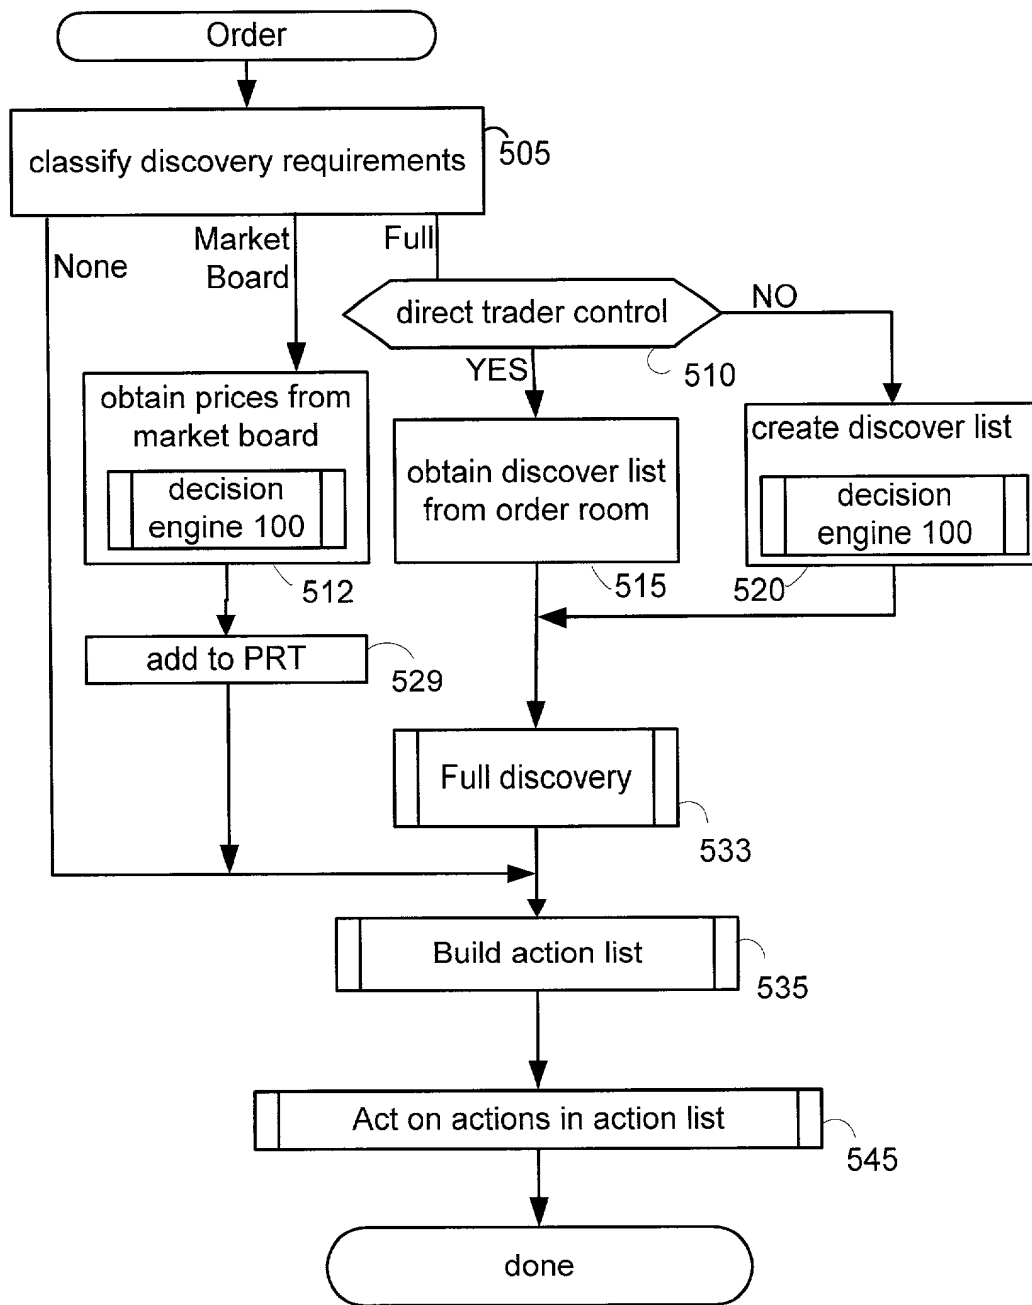 Order
classify discovery requirements
505
None
Market
Board
Full
direct trader control
NO
YES
510
obtain prices from
market board
decision
engine 100
512
obtain discover list
from order room
515
create discover list
decision
engine 100
520
add to PRT
529
Full discovery
533
Build action list
535
Act on actions in action list
545
done